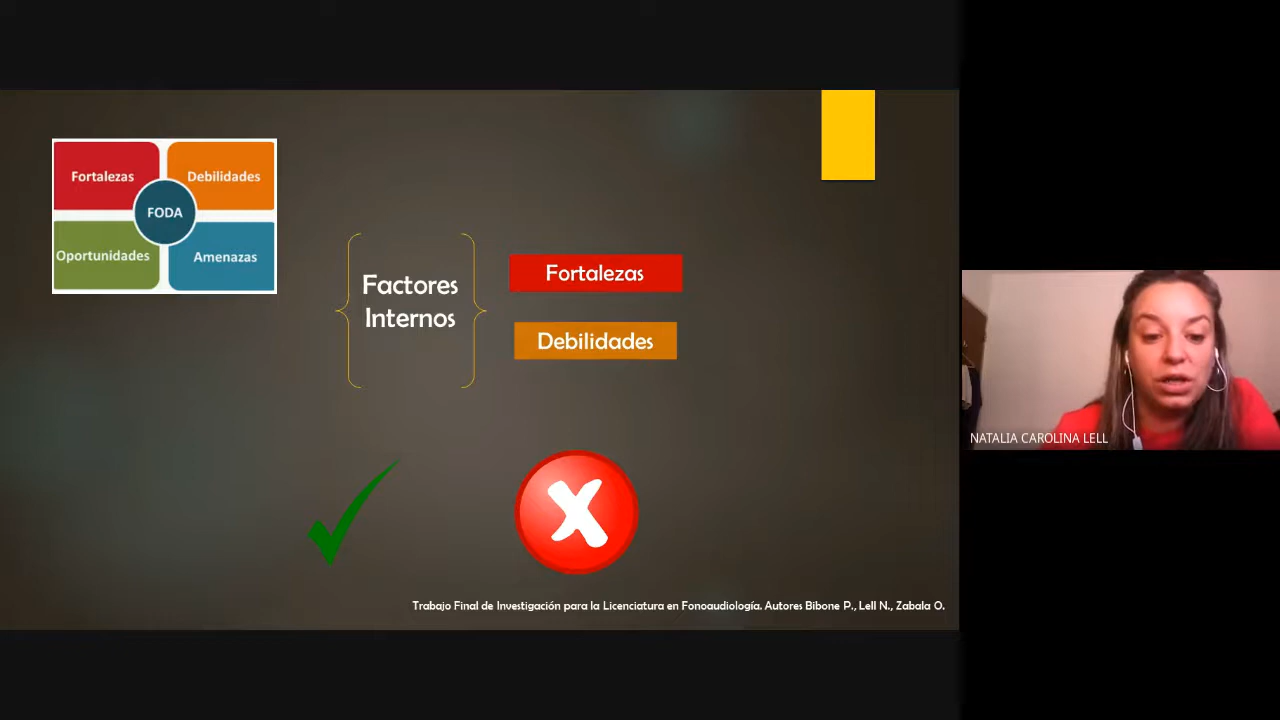 Fortalezas
Debilidades
FODA
Oportunidades
Amenazas
Factores
Internos
Fortalezas
Debilidades
NATALIA CAROLINA LELL
Trabajo Final de Investigación para la Licenciatura en Fonoaudiología. Autores Bibone P., Lell N., Zabala O.